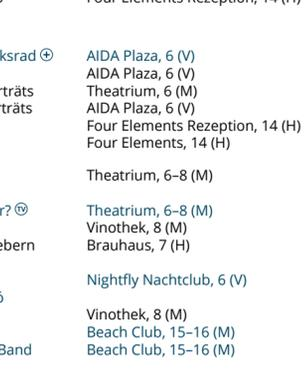 Four Elements Rezeption, 14 (H)
ksrad ⊕ AIDA Plaza, 6 (V)
AIDA Plaza, 6 (V)
rträts Theatrium, 6 (M)
rträts AIDA Plaza, 6 (V)
Four Elements Rezeption, 14 (H)
Four Elements, 14 (H)
Theatrium, 6–8 (M)
r? TV Theatrium, 6–8 (M)
Vinothek, 8 (M)
ebern Brauhaus, 7 (H)
Nightfly Nachtclub, 6 (V)
Vinothek, 8 (M)
Beach Club, 15–16 (M)
Band Beach Club, 15–16 (M)